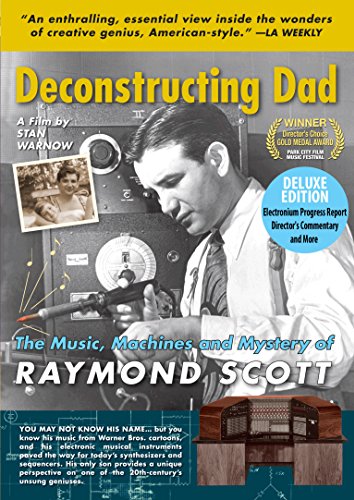 “An enthralling, essential view inside the wonders
of creative genius, American-style.” —LA WEEKLY
Deconstructing Dad
A Film by
STAN
WARNOW
WINNER
Director's Choice
GOLD MEDAL AWARD
PARK CITY FILM
MUSIC FESTIVAL
DELUXE
EDITION
Electronium Progress Report
Director's Commentary
and More
The Music, Machines and Mystery of
RAYMOND SCOTT
YOU MAY NOT KNOW HIS NAME... but you
know his music from Warner Bros. cartoons,
and his electronic musical instruments
paved the way for today's synthesizers and
sequencers. His only son provides a unique
perspective on one of the 20th-century's
unsung geniuses.